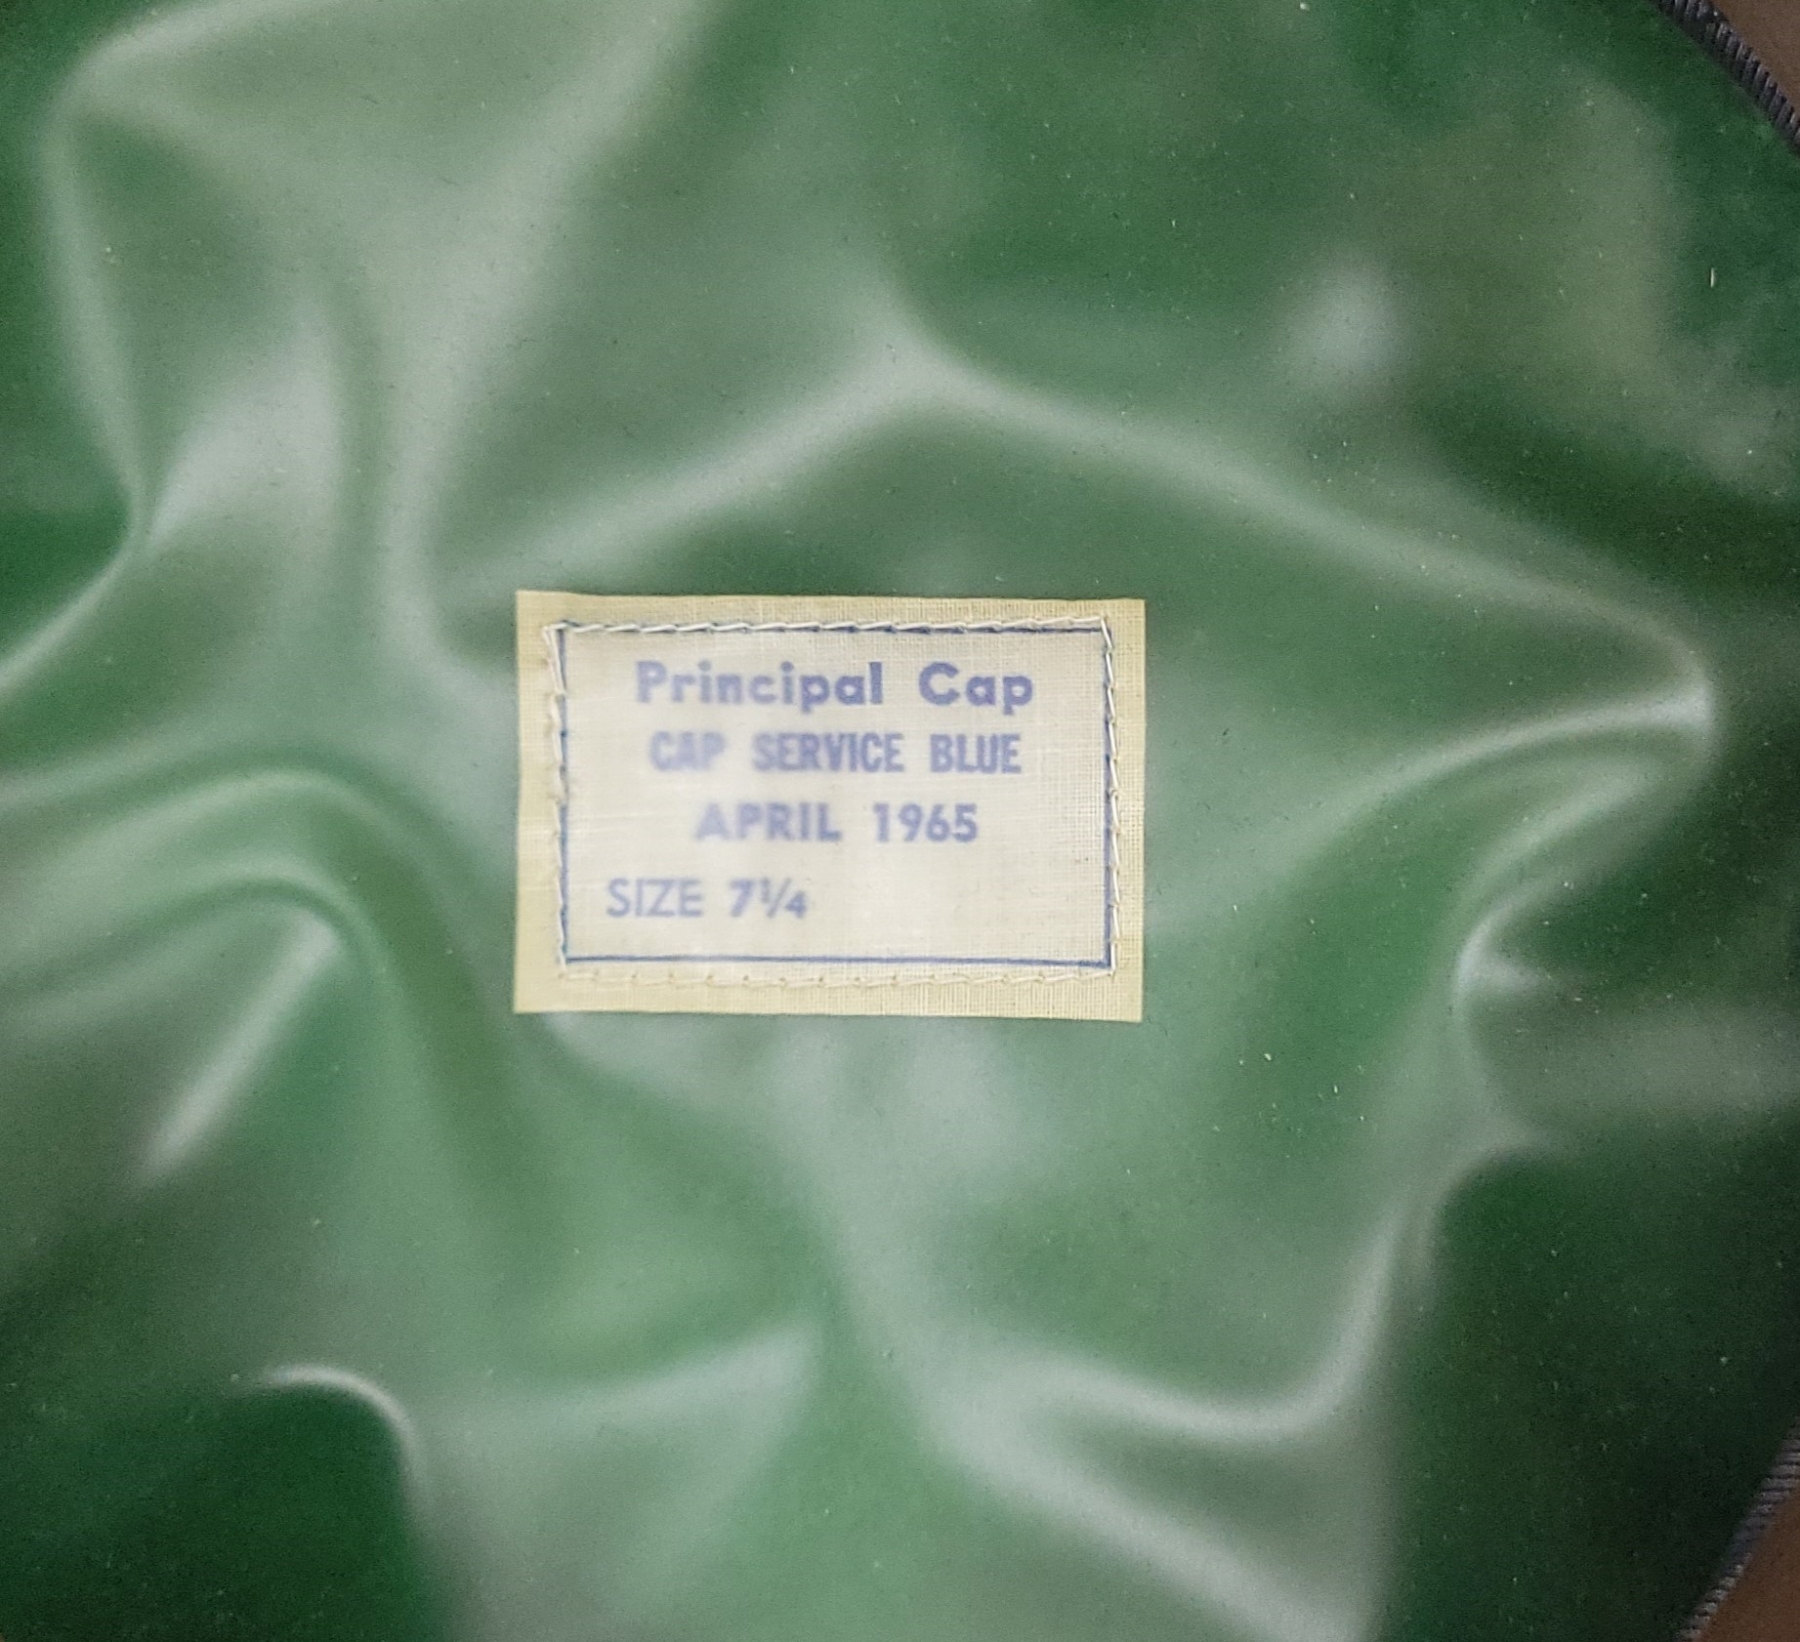 Principal Cap
CAP SERVICE BLUE
APRIL 1965
SIZE 7¼